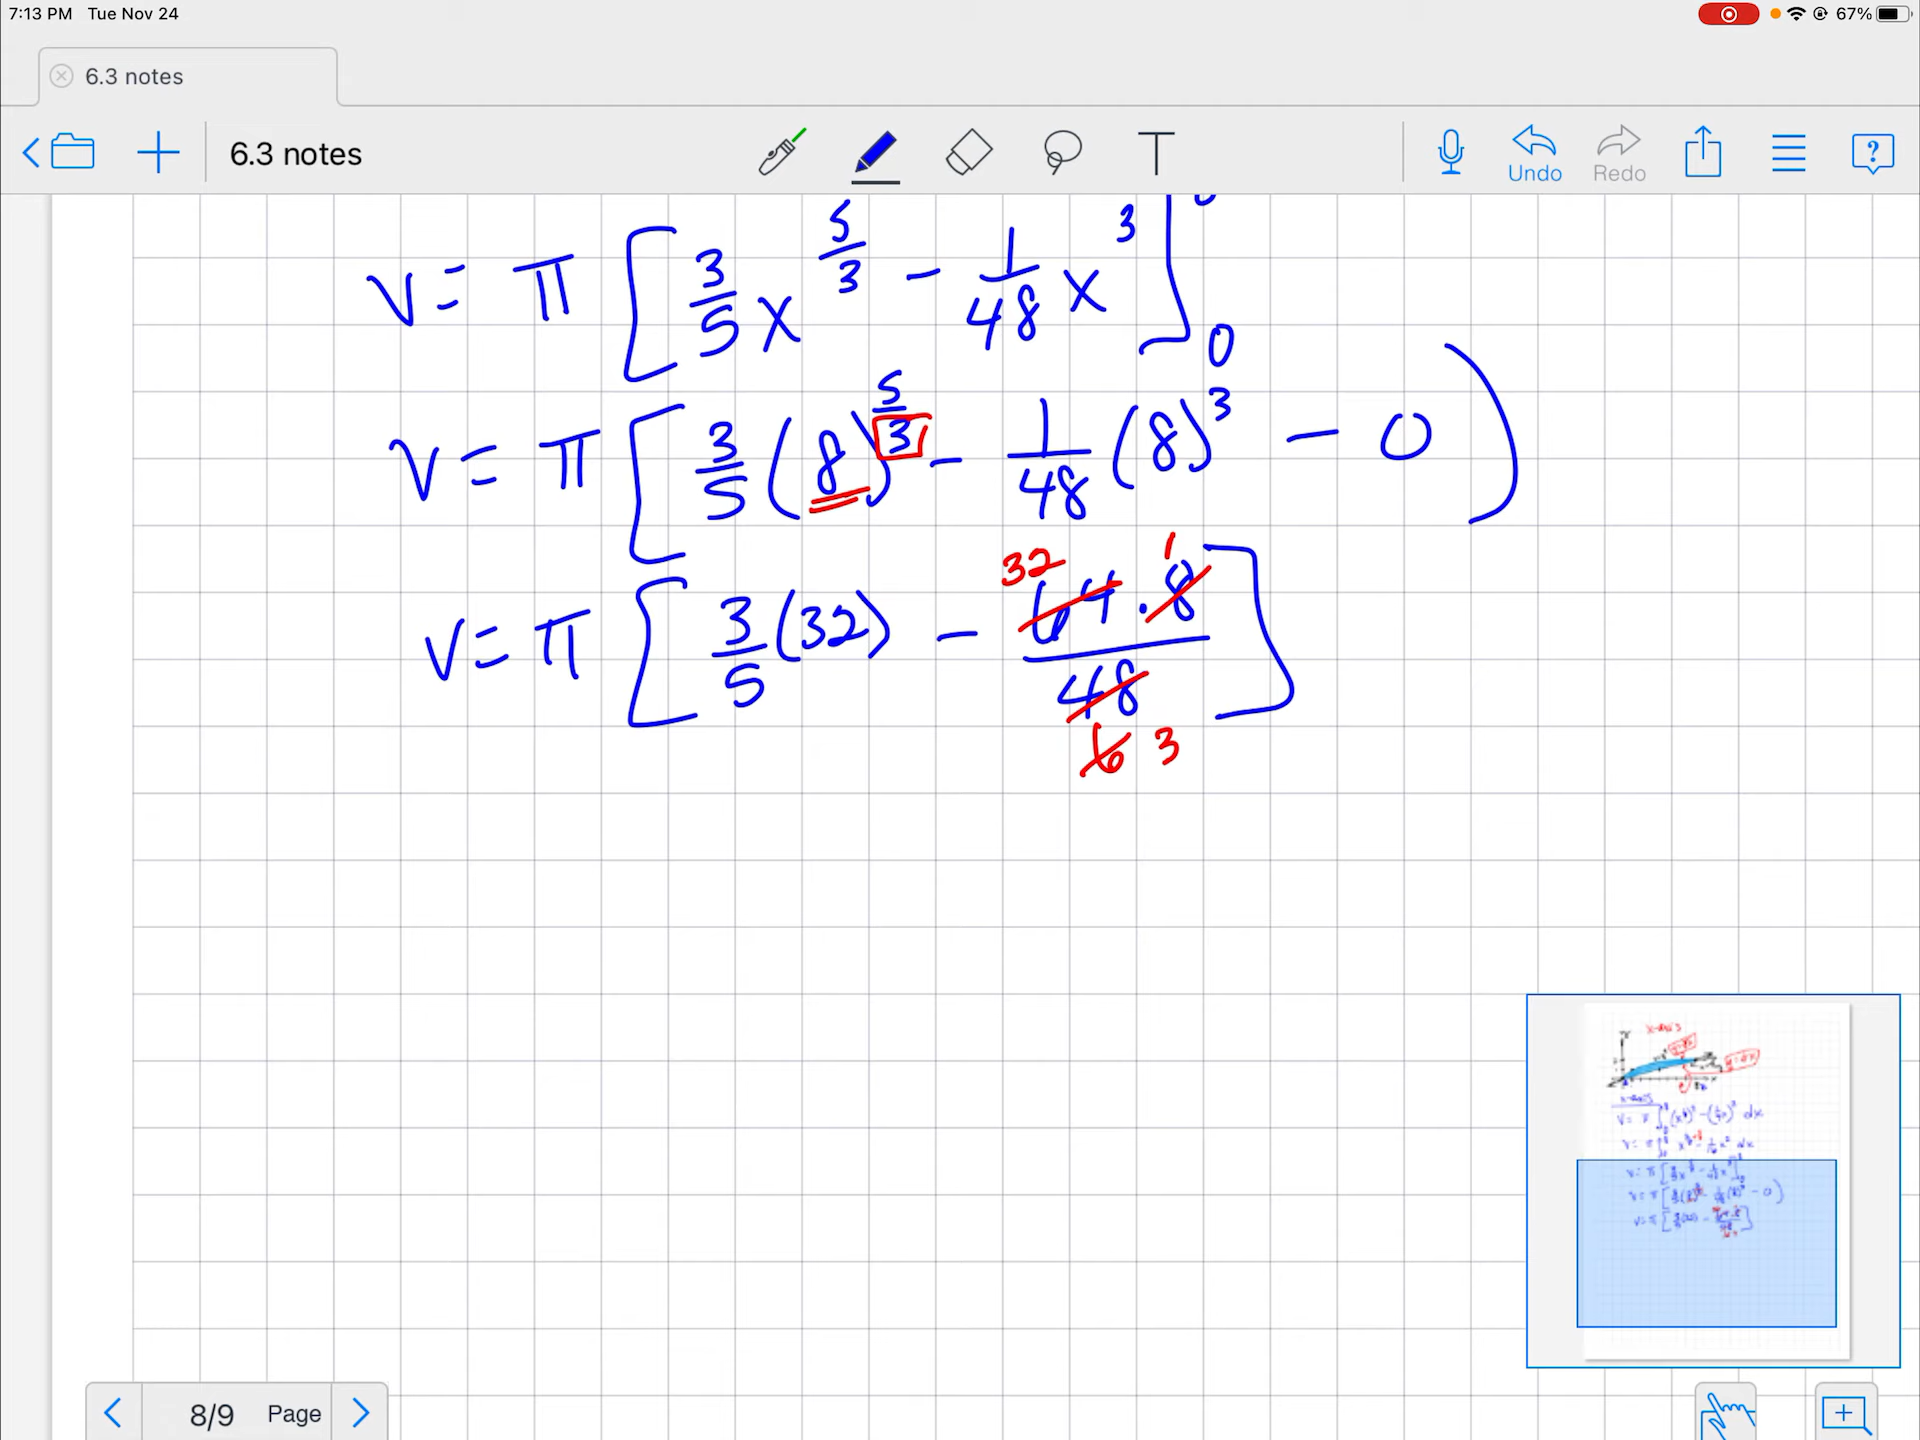 7:13 PM Tue Nov 24 67%
6.3 notes
6.3 notes T Undo Redo ?
V = π [ 3/5 x^5/3 - 1/48 x^3 ] 0
V = π [ 3/5 (8)^5/3 - 1/48 (8)^3 - 0 )
32 1
V = π [ 3/5 (32) - 64 · 8 / 48 ]
6 3
x-axis
8/9 Page